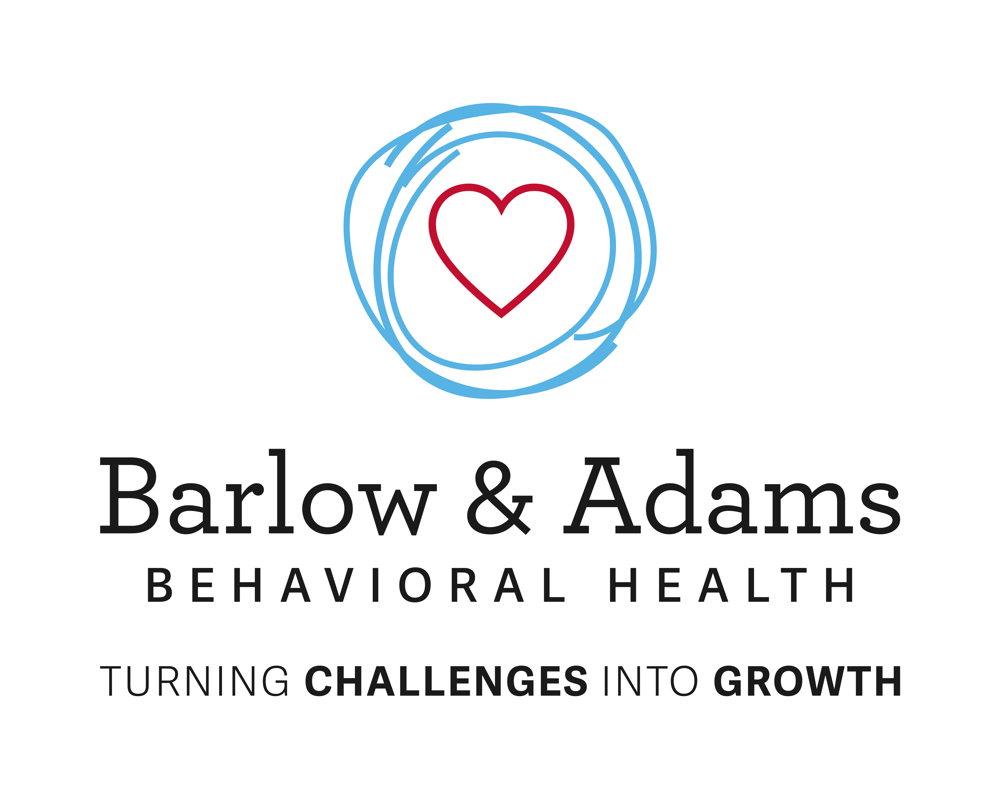 Barlow & Adams
BEHAVIORAL HEALTH
TURNING CHALLENGES INTO GROWTH